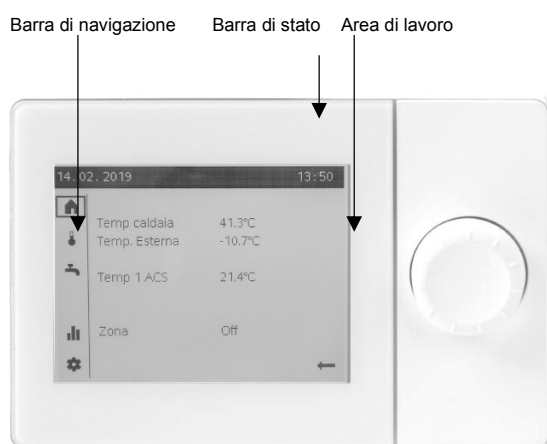 Barra di navigazione Barra di stato Area di lavoro
14. 02. 2019 13:50
Temp caldaia 41.3°C
Temp. Esterna -10.7°C
Temp 1 ACS 21.4°C
Zona Off